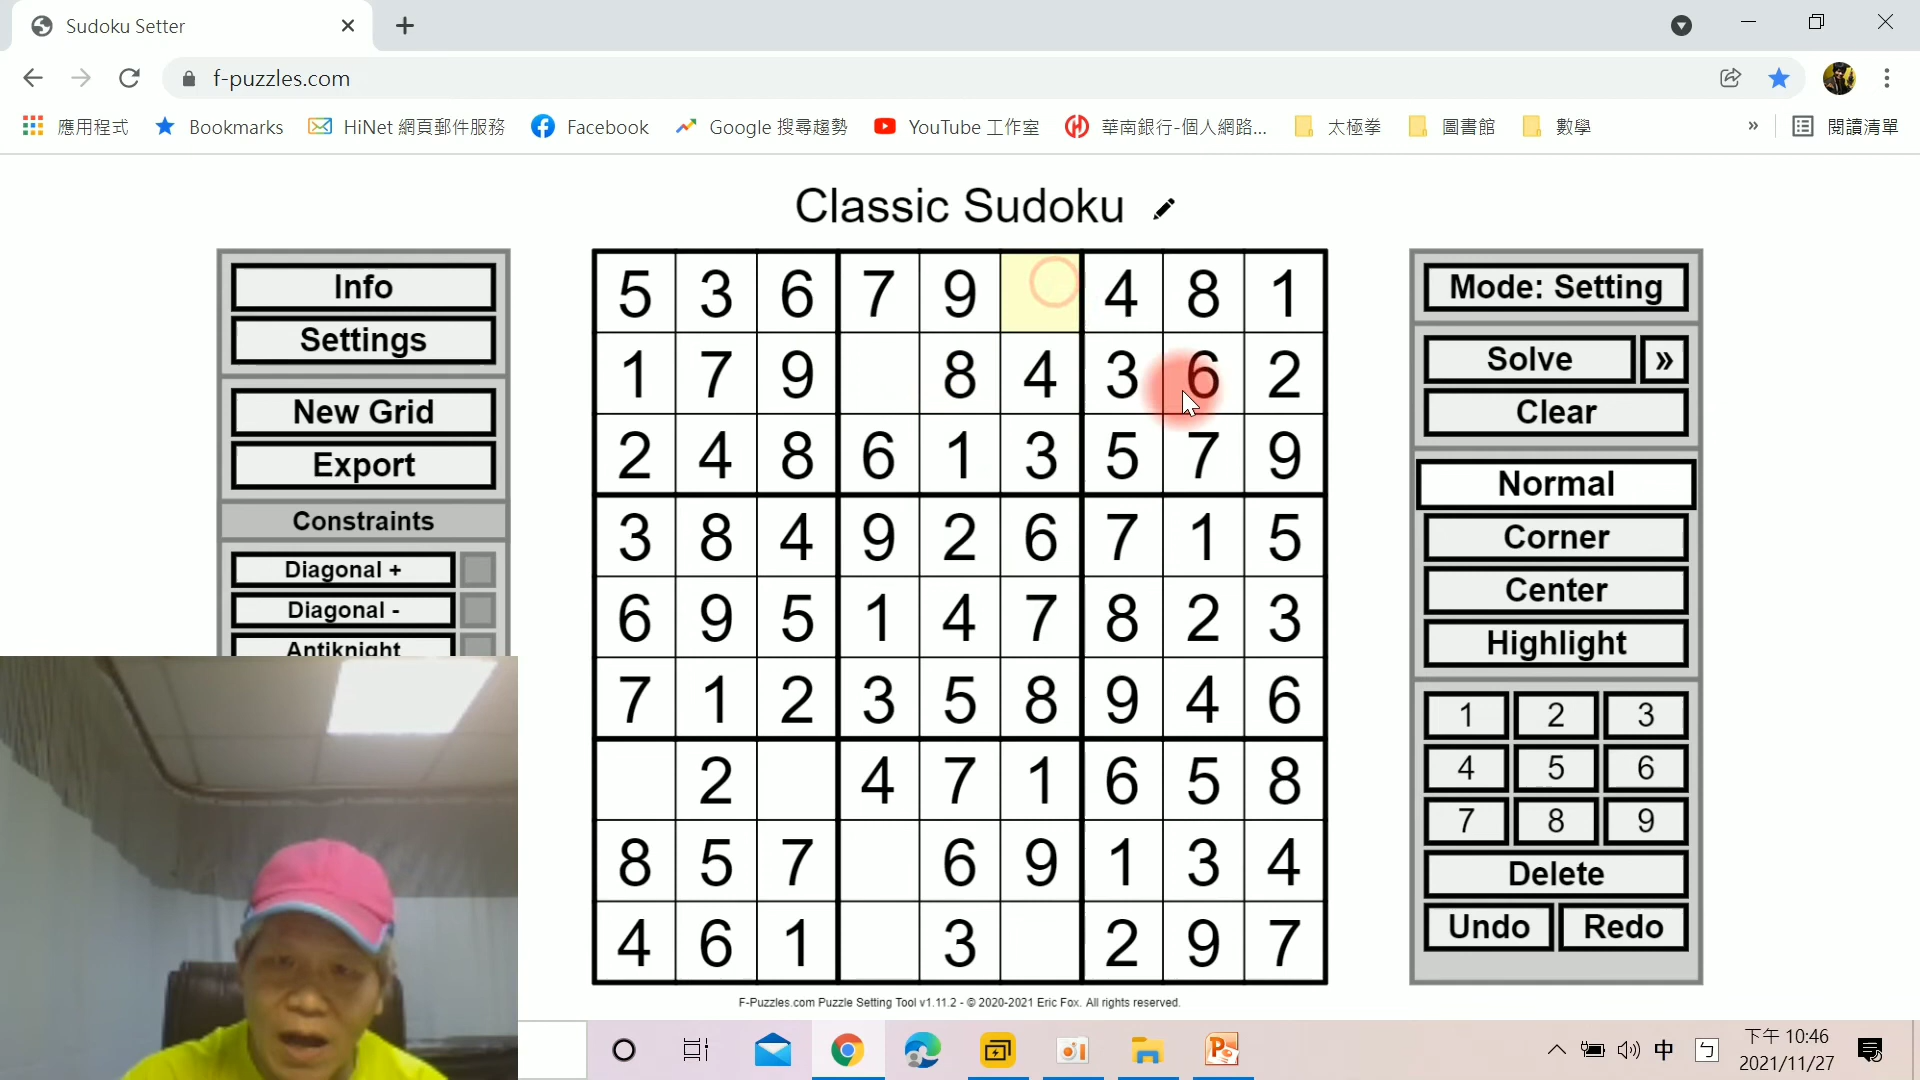 Sudoku Setter
f-puzzles.com
應用程式 Bookmarks HiNet 網頁郵件服務 Facebook Google 搜尋趨勢 YouTube 工作室 華南銀行-個人網路... 太極拳 圖書館 數學 » 閱讀清單
Classic Sudoku
Info
Settings
New Grid
Export
Constraints
Diagonal +
Diagonal -
Antiknight
5 3 6 7 9 4 8 1
1 7 9 8 4 3 6 2
2 4 8 6 1 3 5 7 9
3 8 4 9 2 6 7 1 5
6 9 5 1 4 7 8 2 3
7 1 2 3 5 8 9 4 6
2 4 7 1 6 5 8
8 5 7 6 9 1 3 4
4 6 1 3 2 9 7
F-Puzzles.com Puzzle Setting Tool v1.11.2 - © 2020-2021 Eric Fox. All rights reserved.
Mode: Setting
Solve »
Clear
Normal
Corner
Center
Highlight
1 2 3
4 5 6
7 8 9
Delete
Undo Redo
中 ㄅ 下午 10:46
2021/11/27